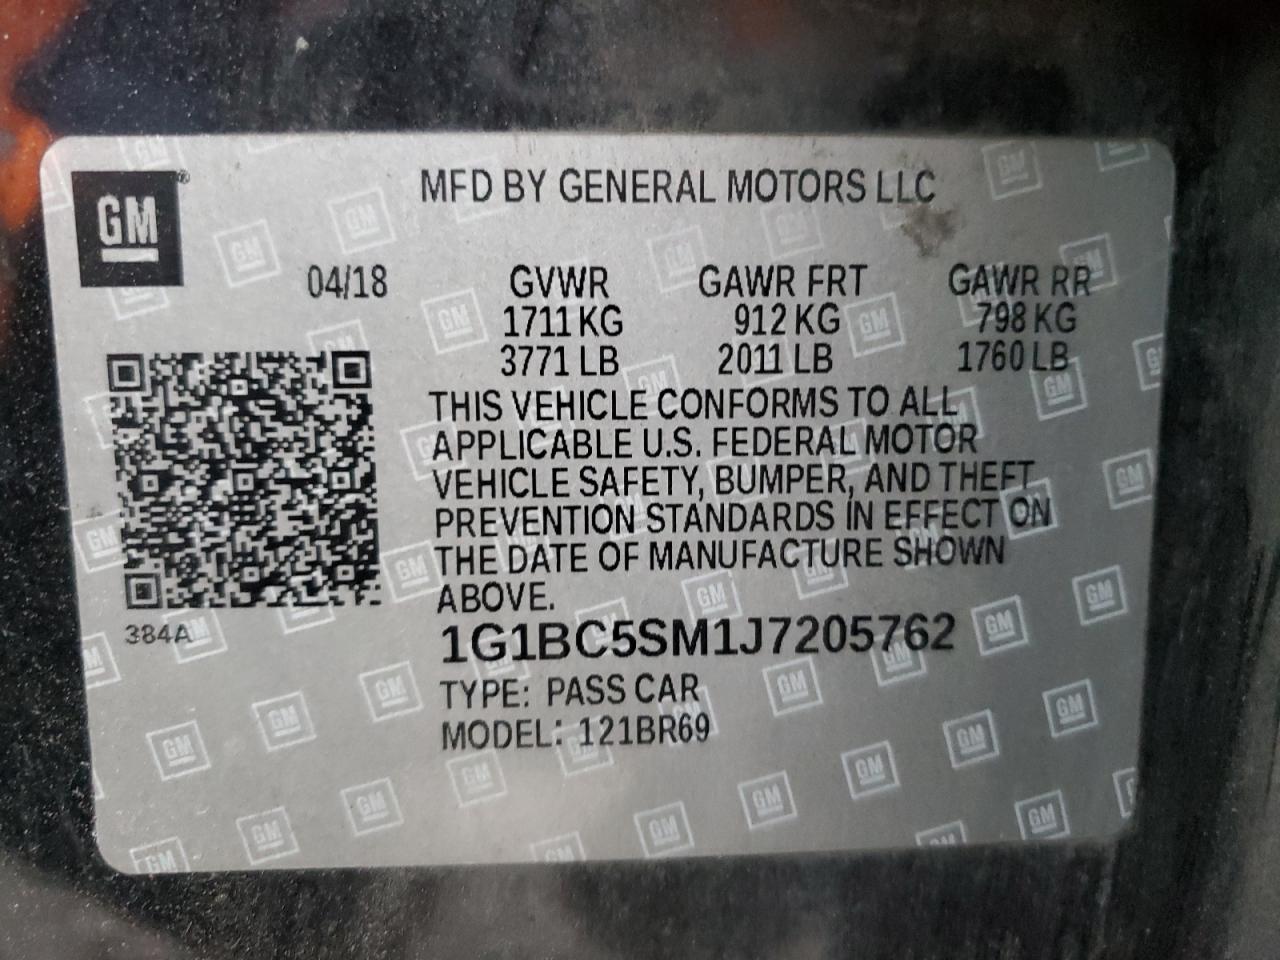 GM®
MFD BY GENERAL MOTORS LLC
04/18 GVWR GAWR FRT GAWR RR
1711 KG 912 KG 798 KG
3771 LB 2011 LB 1760 LB
THIS VEHICLE CONFORMS TO ALL
APPLICABLE U.S. FEDERAL MOTOR
VEHICLE SAFETY, BUMPER, AND THEFT
PREVENTION STANDARDS IN EFFECT ON
THE DATE OF MANUFACTURE SHOWN
ABOVE.
384A
1G1BC5SM1J7205762
TYPE: PASS CAR
MODEL: 121BR69